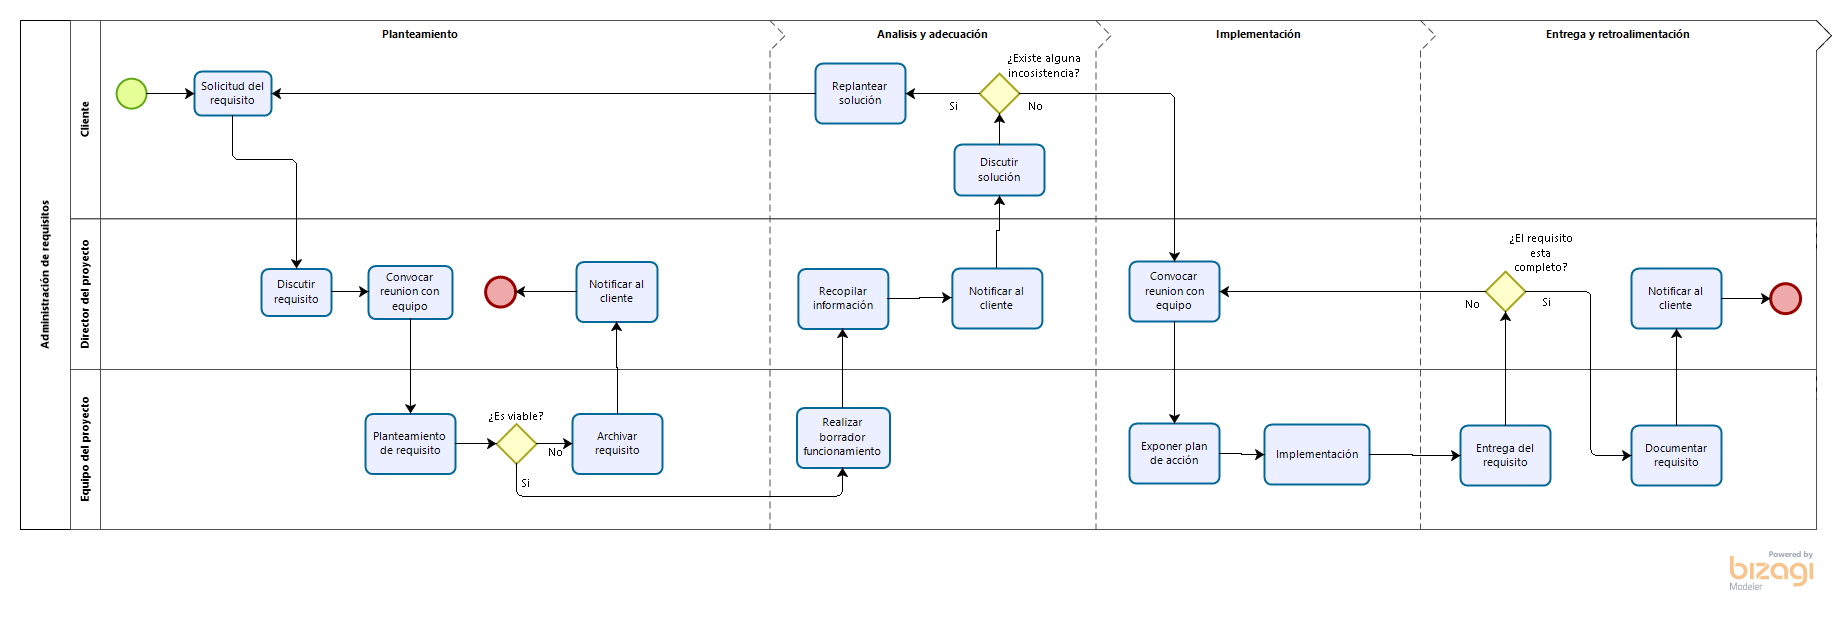 Planteamiento
Analisis y adecuación
Implementación
Entrega y retroalimentación
Administración de requisitos
Cliente
Solicitud del
requisito
Replantear
solución
¿Existe alguna
incosistencia?
Si
No
Discutir
solución
Director del proyecto
Discutir
requisito
Convocar
reunion con
equipo
Notificar al
cliente
Recopilar
información
Notificar al
cliente
Convocar
reunion con
equipo
¿El requisito
esta
completo?
No
Si
Notificar al
cliente
Equipo del proyecto
Planteamiento
de requisito
¿Es viable?
No
Si
Archivar
requisito
Realizar
borrador
funcionamiento
Exponer plan
de acción
Implementación
Entrega del
requisito
Documentar
requisito
Powered by
bizagi
Modeler